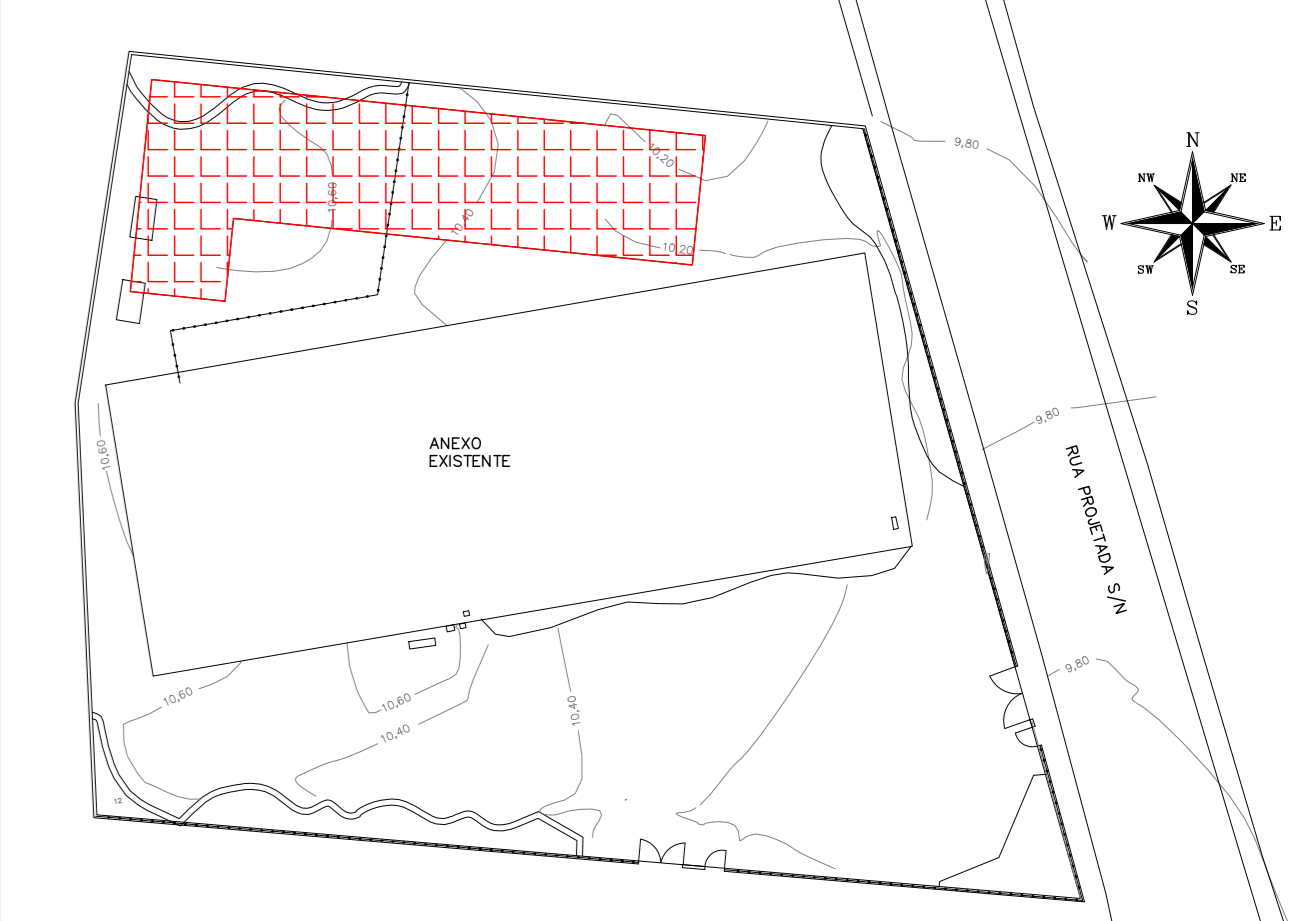 9,80
N
NW
NE
10,20
10,60
W
E
10,40
10,20
SW
SE
S
9,80
10,60
ANEXO
EXISTENTE
RUA PROJETADA S/N
9,80
10,60
10,60
10,40
10,40
12